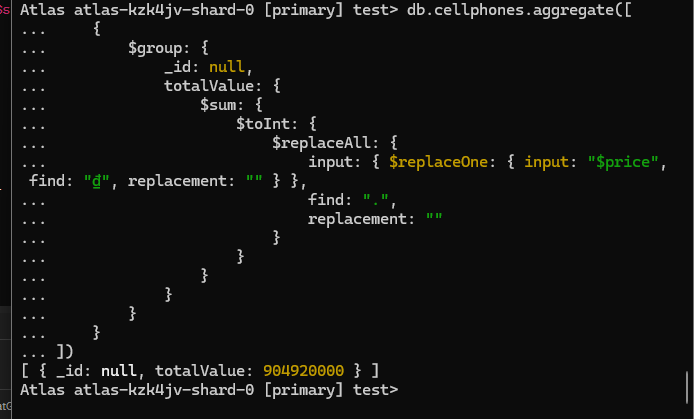 Atlas atlas-kzk4jv-shard-0 [primary] test> db.cellphones.aggregate([
...     {
...         $group: {
...             _id: null,
...             totalValue: {
...                 $sum: {
...                     $toInt: {
...                         $replaceAll: {
...                             input: { $replaceOne: { input: "$price",
 find: "₫", replacement: "" } },
...                             find: ".",
...                             replacement: ""
...                         }
...                     }
...                 }
...             }
...         }
...     }
... ])
[ { _id: null, totalValue: 904920000 } ]
Atlas atlas-kzk4jv-shard-0 [primary] test>